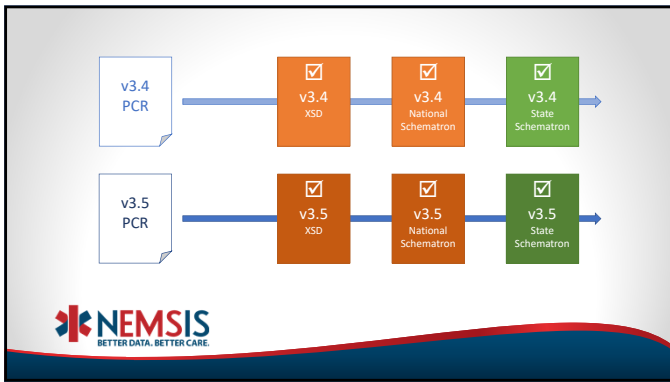 v3.4
PCR
☑
v3.4
XSD
☑
v3.4
National
Schematron
☑
v3.4
State
Schematron
v3.5
PCR
☑
v3.5
XSD
☑
v3.5
National
Schematron
☑
v3.5
State
Schematron
NEMSIS
BETTER DATA. BETTER CARE.